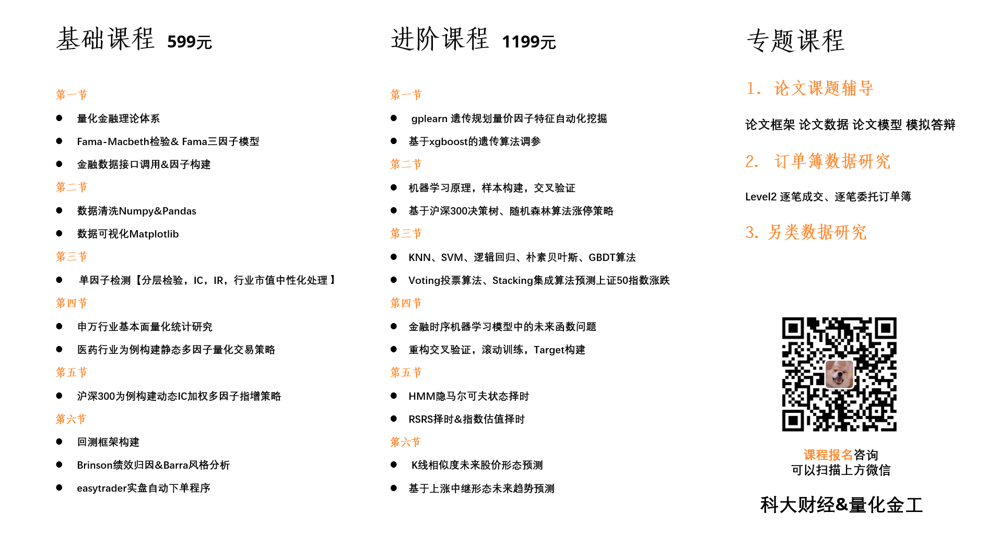 基础课程 599元
第一节
● 量化金融理论体系
● Fama-Macbeth检验& Fama三因子模型
● 金融数据接口调用&因子构建
第二节
● 数据清洗Numpy&Pandas
● 数据可视化Matplotlib
第三节
● 单因子检测【分层检验，IC，IR，行业市值中性化处理 】
第四节
● 申万行业基本面量化统计研究
● 医药行业为例构建静态多因子量化交易策略
第五节
● 沪深300为例构建动态IC加权多因子指增策略
第六节
● 回测框架构建
● Brinson绩效归因&Barra风格分析
● easytrader实盘自动下单程序
进阶课程 1199元
第一节
● gplearn 遗传规划量价因子特征自动化挖掘
● 基于xgboost的遗传算法调参
第二节
● 机器学习原理，样本构建，交叉验证
● 基于沪深300决策树、随机森林算法涨停策略
第三节
● KNN、SVM、逻辑回归、朴素贝叶斯、GBDT算法
● Voting投票算法、Stacking集成算法预测上证50指数涨跌
第四节
● 金融时序机器学习模型中的未来函数问题
● 重构交叉验证，滚动训练，Target构建
第五节
● HMM隐马尔可夫状态择时
● RSRS择时&指数估值择时
第六节
● K线相似度未来股价形态预测
● 基于上涨中继形态未来趋势预测
专题课程
1. 论文课题辅导
论文框架 论文数据 论文模型 模拟答辩
2. 订单簿数据研究
Level2 逐笔成交、逐笔委托订单簿
3. 另类数据研究
课程报名咨询
可以扫描上方微信
科大财经&量化金工